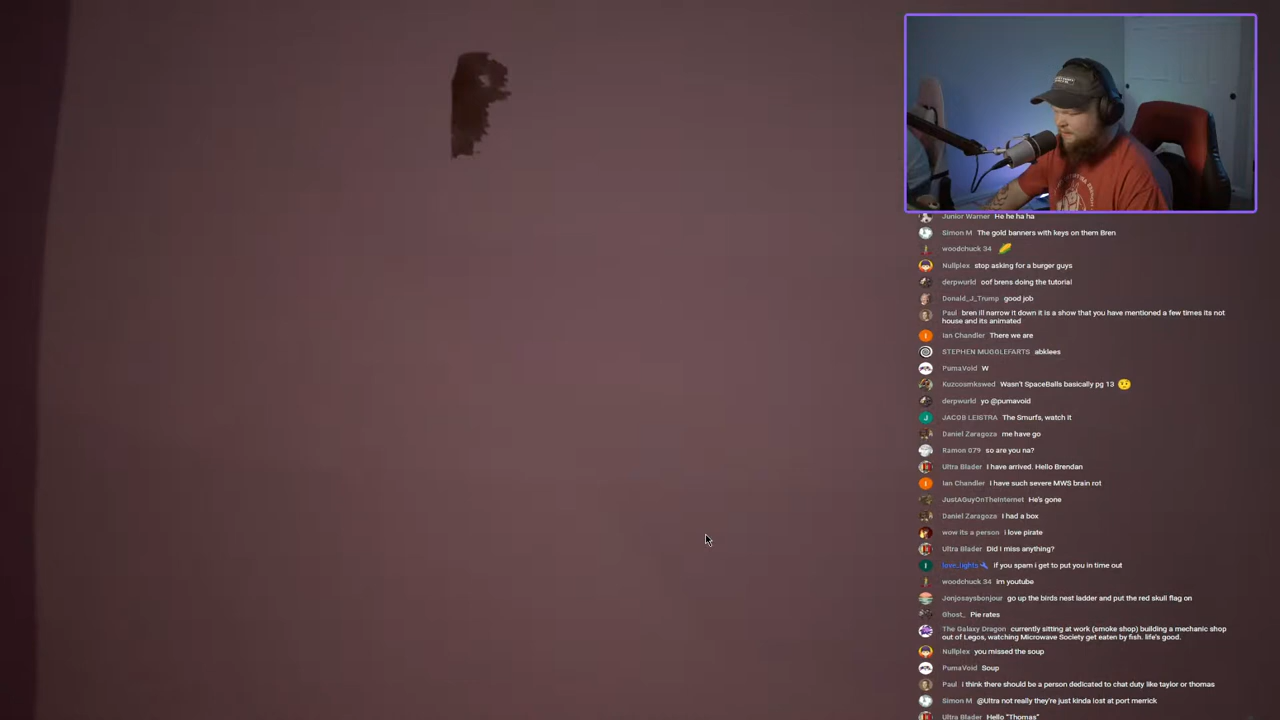 Junior Warner He he ha ha
Simon M The gold banners with keys on them Bren
woodchuck 34 🌽
Nullplex stop asking for a burger guys
derpwurld oof brens doing the tutorial
Donald_J_Trump good job
Paul bren ill narrow it down it is a show that you have mentioned a few times its not
house and its animated
Ian Chandler There we are
STEPHEN MUGGLEFARTS abklees
PumaVoid W
Wasn't SpaceBalls basically pg 13 🤨
derpwurld yo @pumavoid
JACOB LEISTRA The Smurfs, watch it
Daniel Zaragoza me have go
Ramon 079 so are you na?
Ultra Blader I have arrived. Hello Brendan
Ian Chandler I have such severe MWS brain rot
JustAGuyOnTheInternet He's gone
Daniel Zaragoza I had a box
wow its a person i love pirate
Ultra Blader Did I miss anything?
If you spam i get to put you in time out
woodchuck 34 im youtube
Jonjosaysbonjour go up the birds nest ladder and put the red skull flag on
Ghost_ Pie rates
The Galaxy Dragon currently sitting at work (smoke shop) building a mechanic shop
out of Legos, watching Microwave Society get eaten by fish. life's good.
Nullplex you missed the soup
PumaVoid Soup
Paul i think there should be a person dedicated to chat duty like taylor or thomas
Simon M @Ultra not really they're just kinda lost at port merrick
Ultra Blader Hello "Thomas"